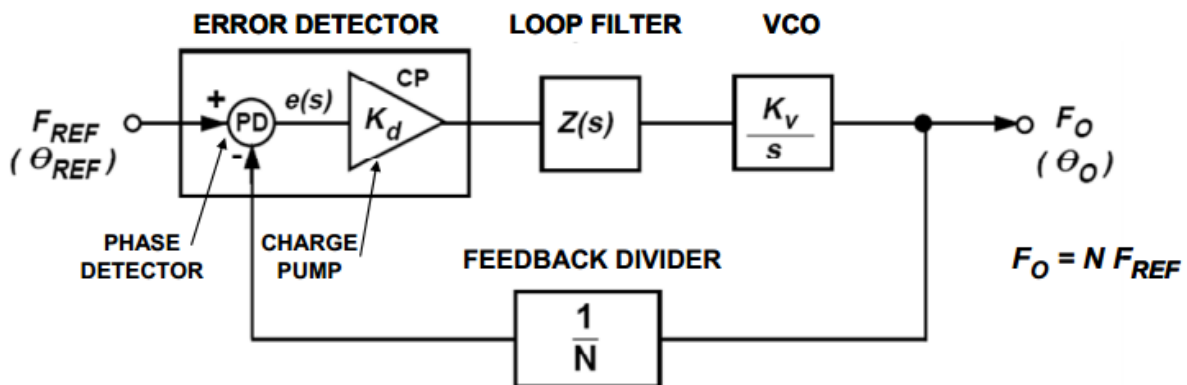 ERROR DETECTOR
LOOP FILTER
VCO
CP
+
PD
e(s)
K_d
Z(s)
K_v
s
F_REF
(Θ_REF)
-
F_O
(Θ_O)
PHASE
DETECTOR
CHARGE
PUMP
FEEDBACK DIVIDER
F_O = N F_REF
1
N